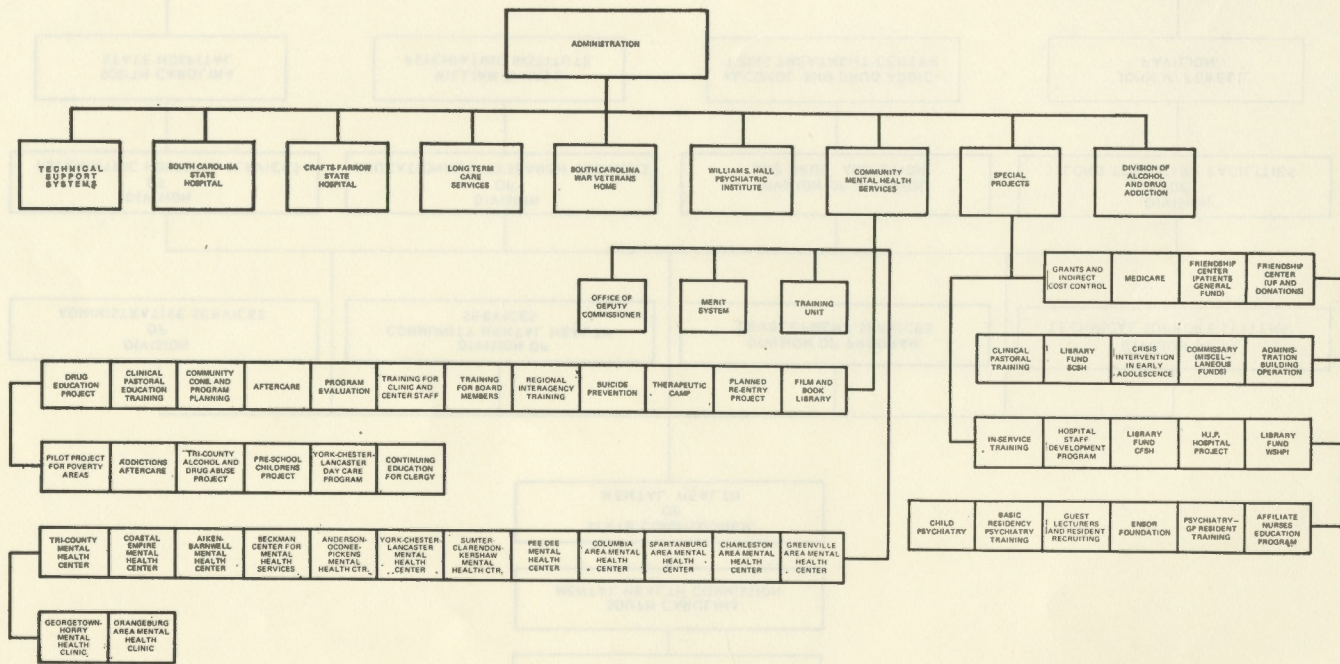 ADMINISTRATION
TECHNICAL
SUPPORT
SYSTEMS
SOUTH CAROLINA
STATE
HOSPITAL
CRAFTS-FARROW
STATE
HOSPITAL
LONG TERM
CARE
SERVICES
SOUTH CAROLINA
WAR VETERANS
HOME
WILLIAM S. HALL
PSYCHIATRIC
INSTITUTE
COMMUNITY
MENTAL HEALTH
SERVICES
SPECIAL
PROJECTS
DIVISION OF
ALCOHOL
AND DRUG
ADDICTION
OFFICE OF
DEPUTY
COMMISSIONER
MERIT
SYSTEM
TRAINING
UNIT
GRANTS AND
INDIRECT
COST CONTROL
MEDICARE
FRIENDSHIP
CENTER
(PATIENTS
GENERAL
FUND)
FRIENDSHIP
CENTER
(UF AND
DONATIONS)
CLINICAL
PASTORAL
TRAINING
LIBRARY
FUND
SCSH
CRISIS
INTERVENTION
IN EARLY
ADOLESCENCE
COMMISSARY
(MISCEL-
LANEOUS
FUNDS)
ADMINIS-
TRATION
BUILDING
OPERATION
IN-SERVICE
TRAINING
HOSPITAL
STAFF
DEVELOPMENT
PROGRAM
LIBRARY
FUND
CFSH
H.I.P.
HOSPITAL
PROJECT
LIBRARY
FUND
WSHPI
CHILD
PSYCHIATRY
BASIC
RESIDENCY
PSYCHIATRY
TRAINING
GUEST
LECTURERS
AND RESIDENT
RECRUITING
ENSOR
FOUNDATION
PSYCHIATRY-
GP RESIDENT
TRAINING
AFFILIATE
NURSES
EDUCATION
PROGRAM
DRUG
EDUCATION
PROJECT
CLINICAL
PASTORAL
EDUCATION
TRAINING
COMMUNITY
CONS. AND
PROGRAM
PLANNING
AFTERCARE
PROGRAM
EVALUATION
TRAINING FOR
CLINIC AND
CENTER STAFF
TRAINING
FOR BOARD
MEMBERS
REGIONAL
INTERAGENCY
TRAINING
SUICIDE
PREVENTION
THERAPEUTIC
CAMP
PLANNED
RE-ENTRY
PROJECT
FILM AND
BOOK
LIBRARY
PILOT PROJECT
FOR POVERTY
AREAS
ADDICTIONS
AFTERCARE
TRI-COUNTY
ALCOHOL AND
DRUG ABUSE
PROJECT
PRE-SCHOOL
CHILDRENS
PROJECT
YORK-CHESTER-
LANCASTER
DAY CARE
PROGRAM
CONTINUING
EDUCATION
FOR CLERGY
TRI-COUNTY
MENTAL
HEALTH
CENTER
COASTAL
EMPIRE MENTAL
HEALTH
CENTER
AIKEN-
BARNWELL
MENTAL HEALTH
CENTER
BECKMAN
CENTER FOR
MENTAL HEALTH
SERVICES
ANDERSON-
OCONEE-
PICKENS
MENTAL
HEALTH CTR.
YORK-CHESTER-
LANCASTER
MENTAL
HEALTH
CENTER
SUMTER-
CLARENDON-
KERSHAW
MENTAL
HEALTH CTR.
PEE DEE
MENTAL
HEALTH
CENTER
COLUMBIA
AREA MENTAL
HEALTH
CENTER
SPARTANBURG
AREA MENTAL
HEALTH
CENTER
CHARLESTON
AREA MENTAL
HEALTH
CENTER
GREENVILLE
AREA MENTAL
HEALTH
CENTER
GEORGETOWN-
HORRY
MENTAL
HEALTH
CLINIC
ORANGEBURG
AREA MENTAL
HEALTH
CLINIC